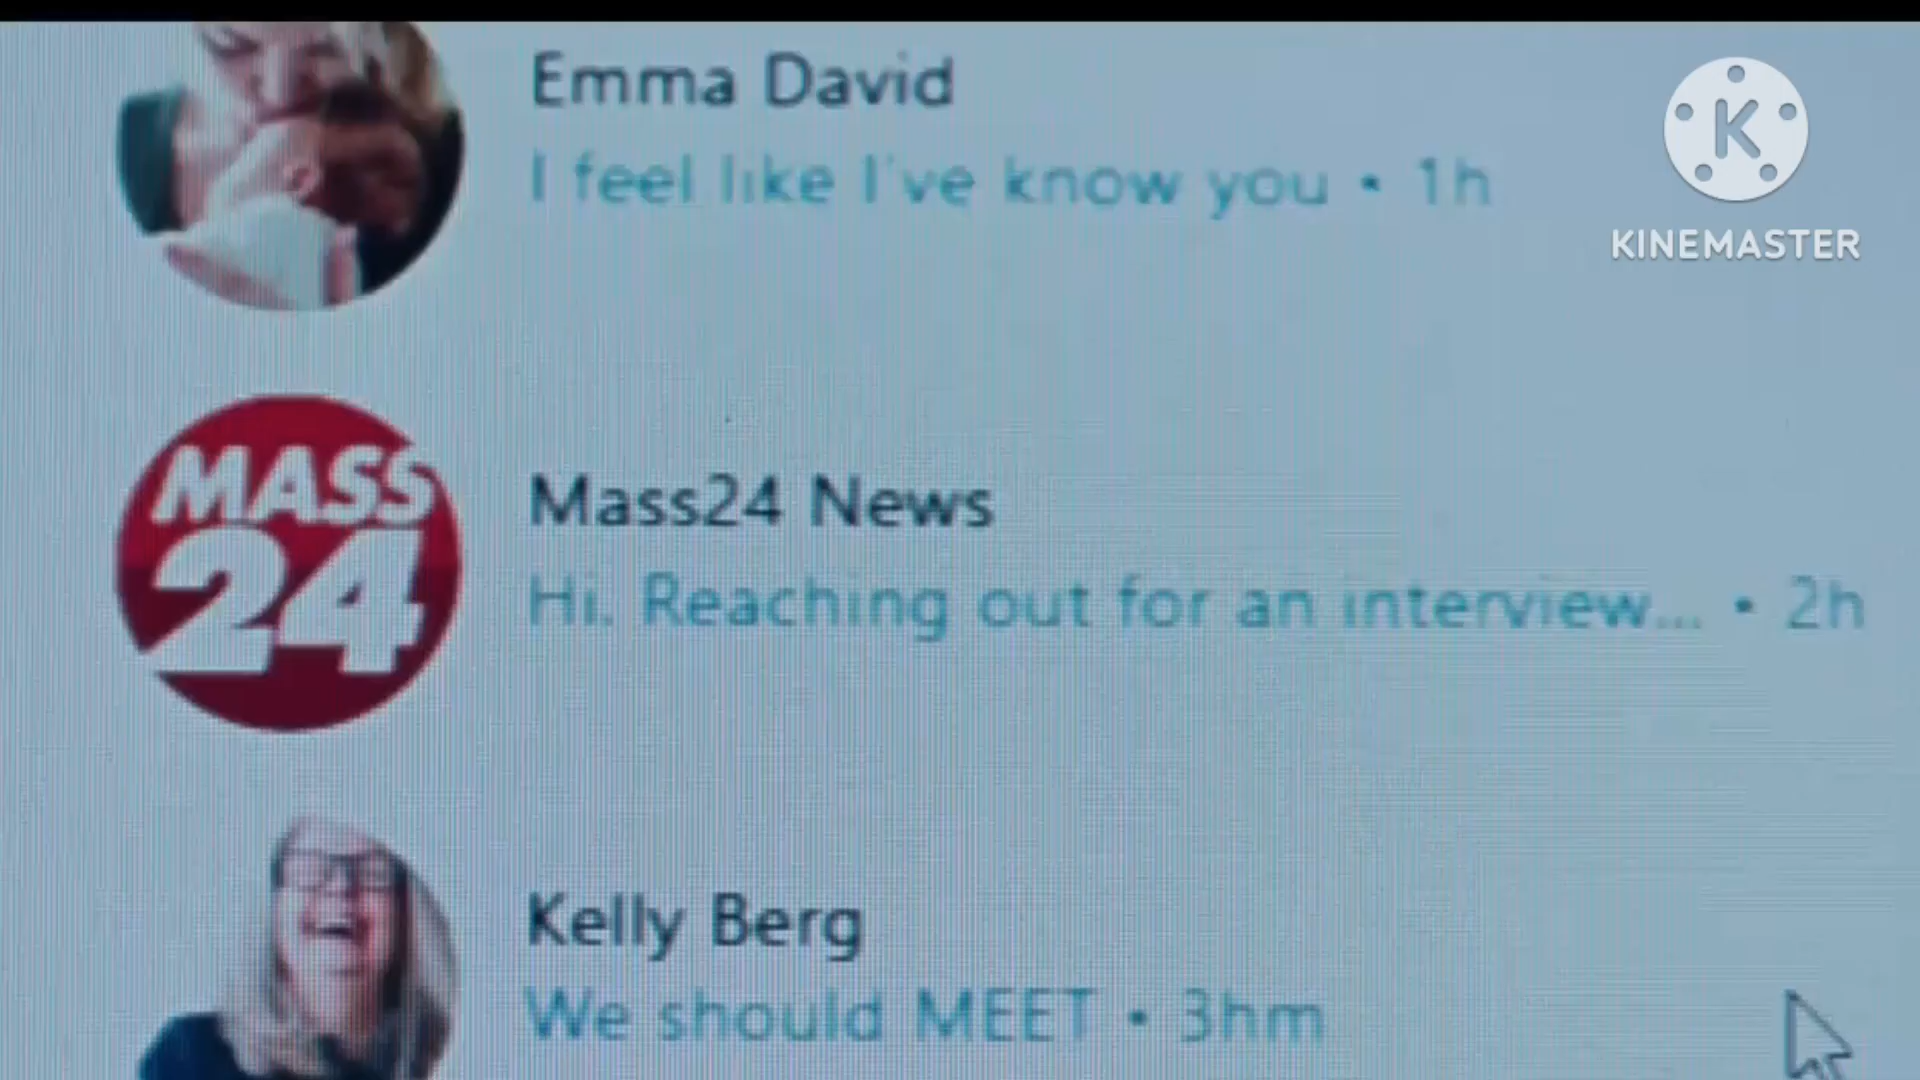 Emma David
I feel like I've know you • 1h
KINEMASTER
MASS
24
Mass24 News
Hi. Reaching out for an interview... • 2h
Kelly Berg
We should MEET • 3hm